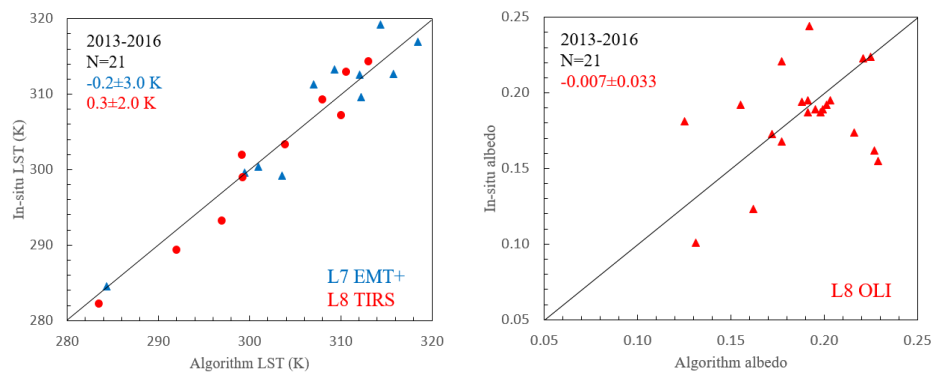 320
310
300
290
280
In-situ LST (K)
2013-2016
N=21
-0.2±3.0 K
0.3±2.0 K
L7 EMT+
L8 TIRS
280
290
300
310
320
Algorithm LST (K)
0.25
0.20
0.15
0.10
0.05
In-situ albedo
2013-2016
N=21
-0.007±0.033
L8 OLI
0.05
0.10
0.15
0.20
0.25
Algorithm albedo